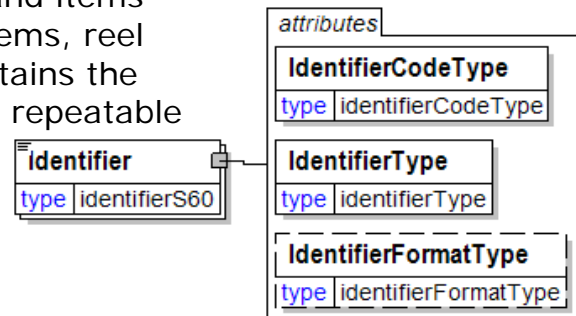 and items
ems, reel
tains the
repeatable
identifier
type identifierS60
attributes
IdentifierCodeType
type identifierCodeType
IdentifierType
type identifierType
IdentifierFormatType
type identifierFormatType